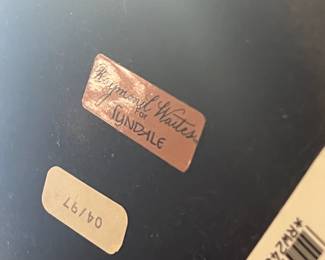 Raymond Waites
FOR
TYNDALE
04/97